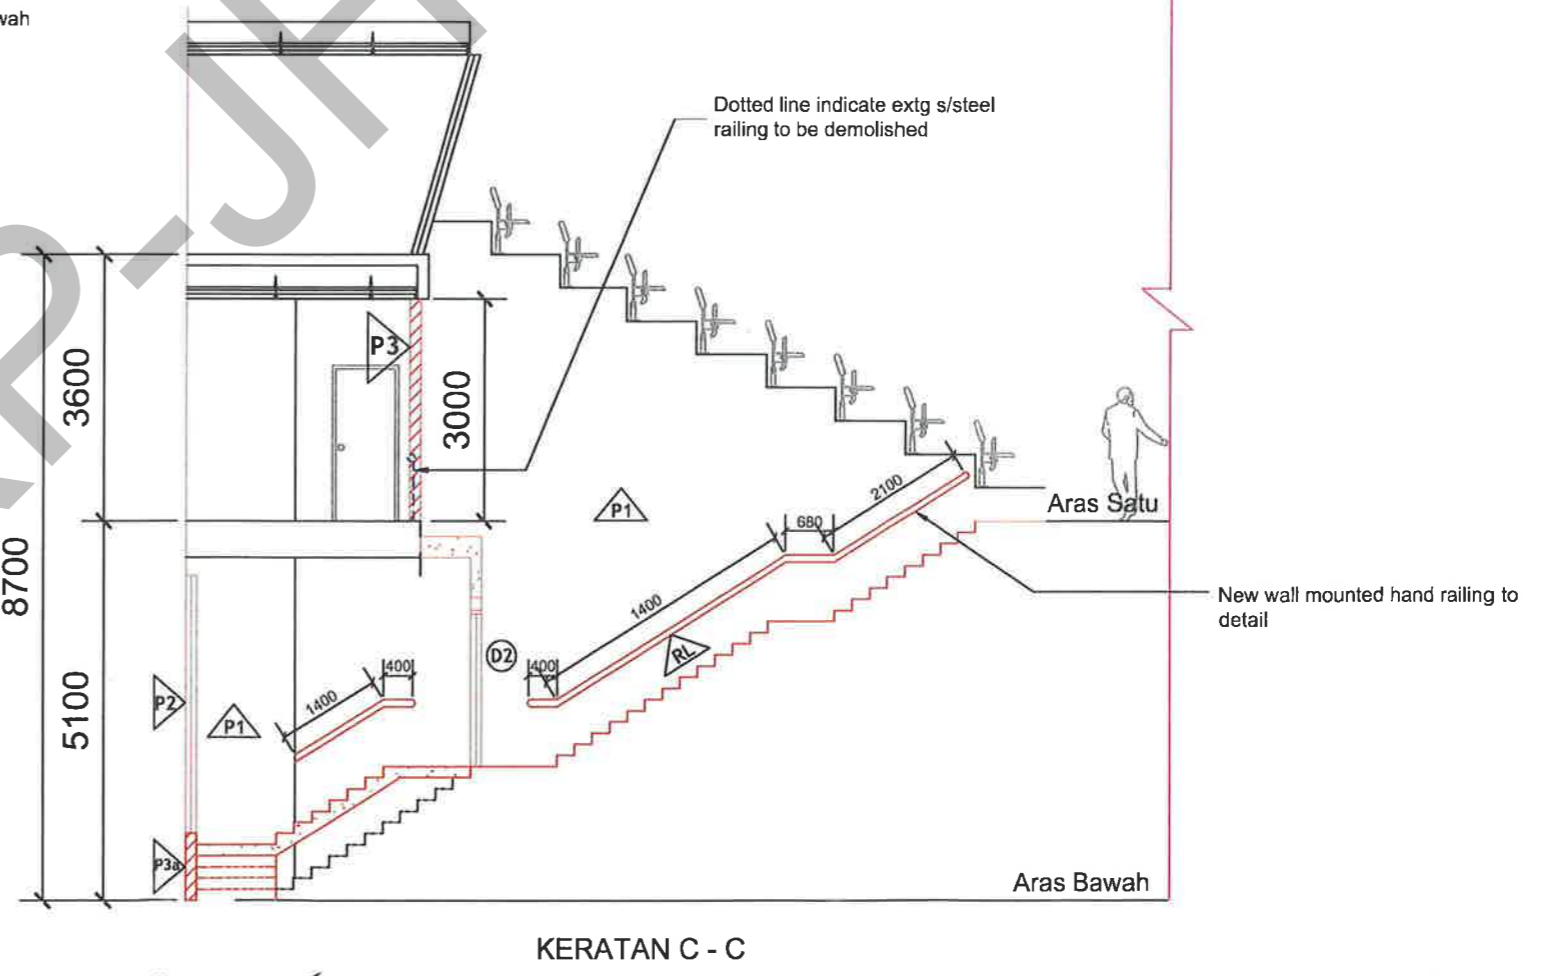 wah
Dotted line indicate extg s/steel
railing to be demolished
P3
3600
3000
8700
2100
680
P1
Aras Satu
New wall mounted hand railing to
detail
1400
RL
D2
400
400
1400
P2
P1
5100
P3a
Aras Bawah
KERATAN C - C